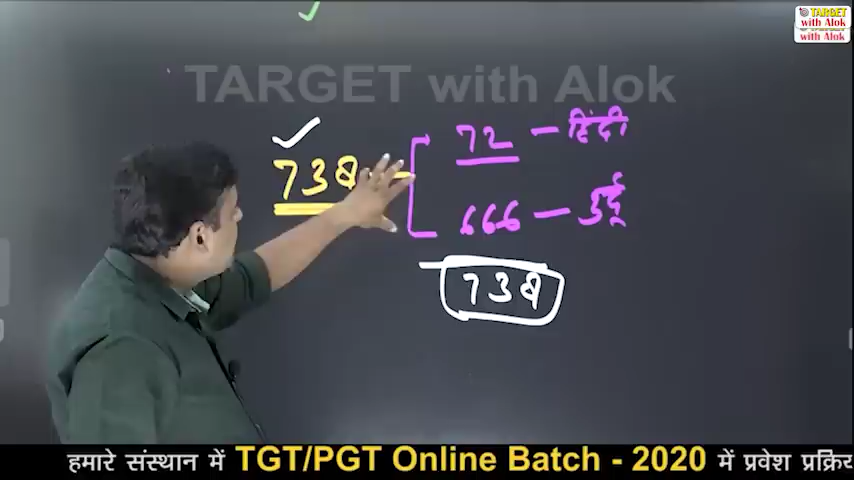 TARGET
with Alok
with Alok
TARGET with Alok
72 - हिंदी
738
666 - उर्दू
738
हमारे संस्थान में TGT/PGT Online Batch - 2020 में प्रवेश प्रक्रिय